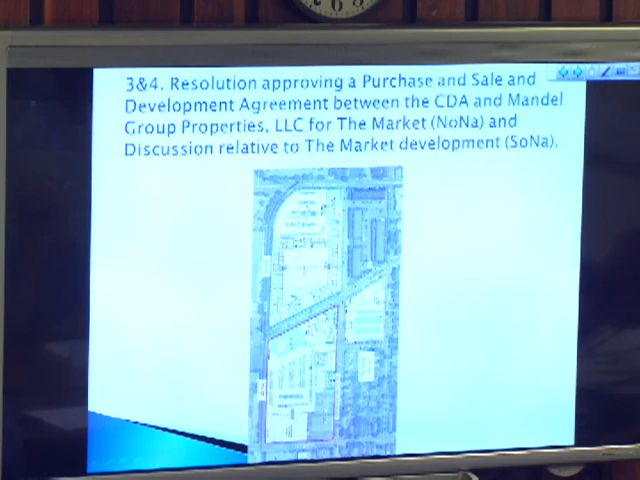 3&4. Resolution approving a Purchase and Sale and
Development Agreement between the CDA and Mandel
Group Properties, LLC for The Market (NoNa) and
Discussion relative to The Market development (SoNa).